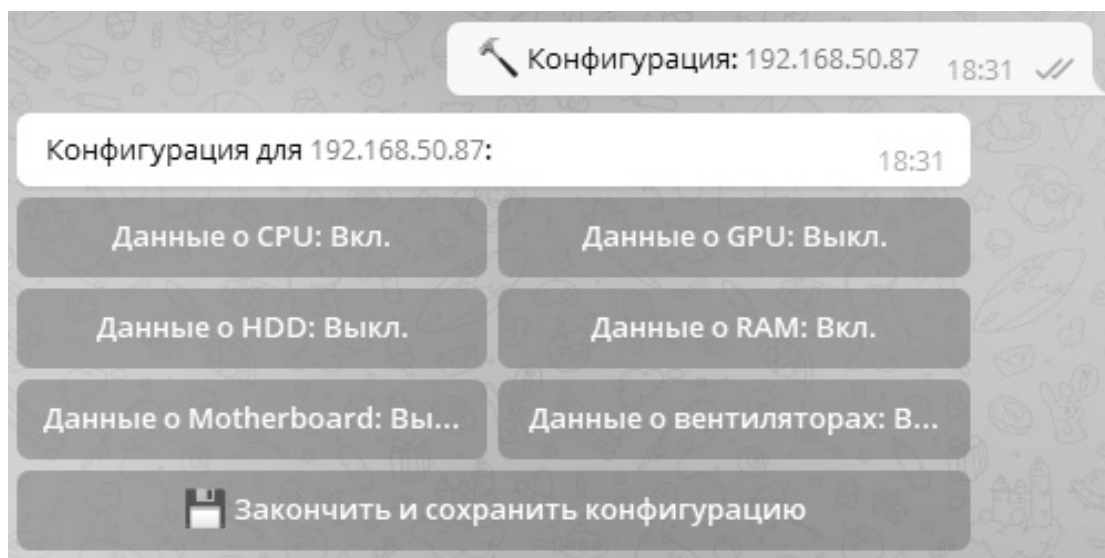 🔨 Конфигурация: 192.168.50.87 18:31
Конфигурация для 192.168.50.87: 18:31
Данные о CPU: Вкл. Данные о GPU: Выкл.
Данные о HDD: Выкл. Данные о RAM: Вкл.
Данные о Motherboard: Вы... Данные о вентиляторах: В...
💾 Закончить и сохранить конфигурацию